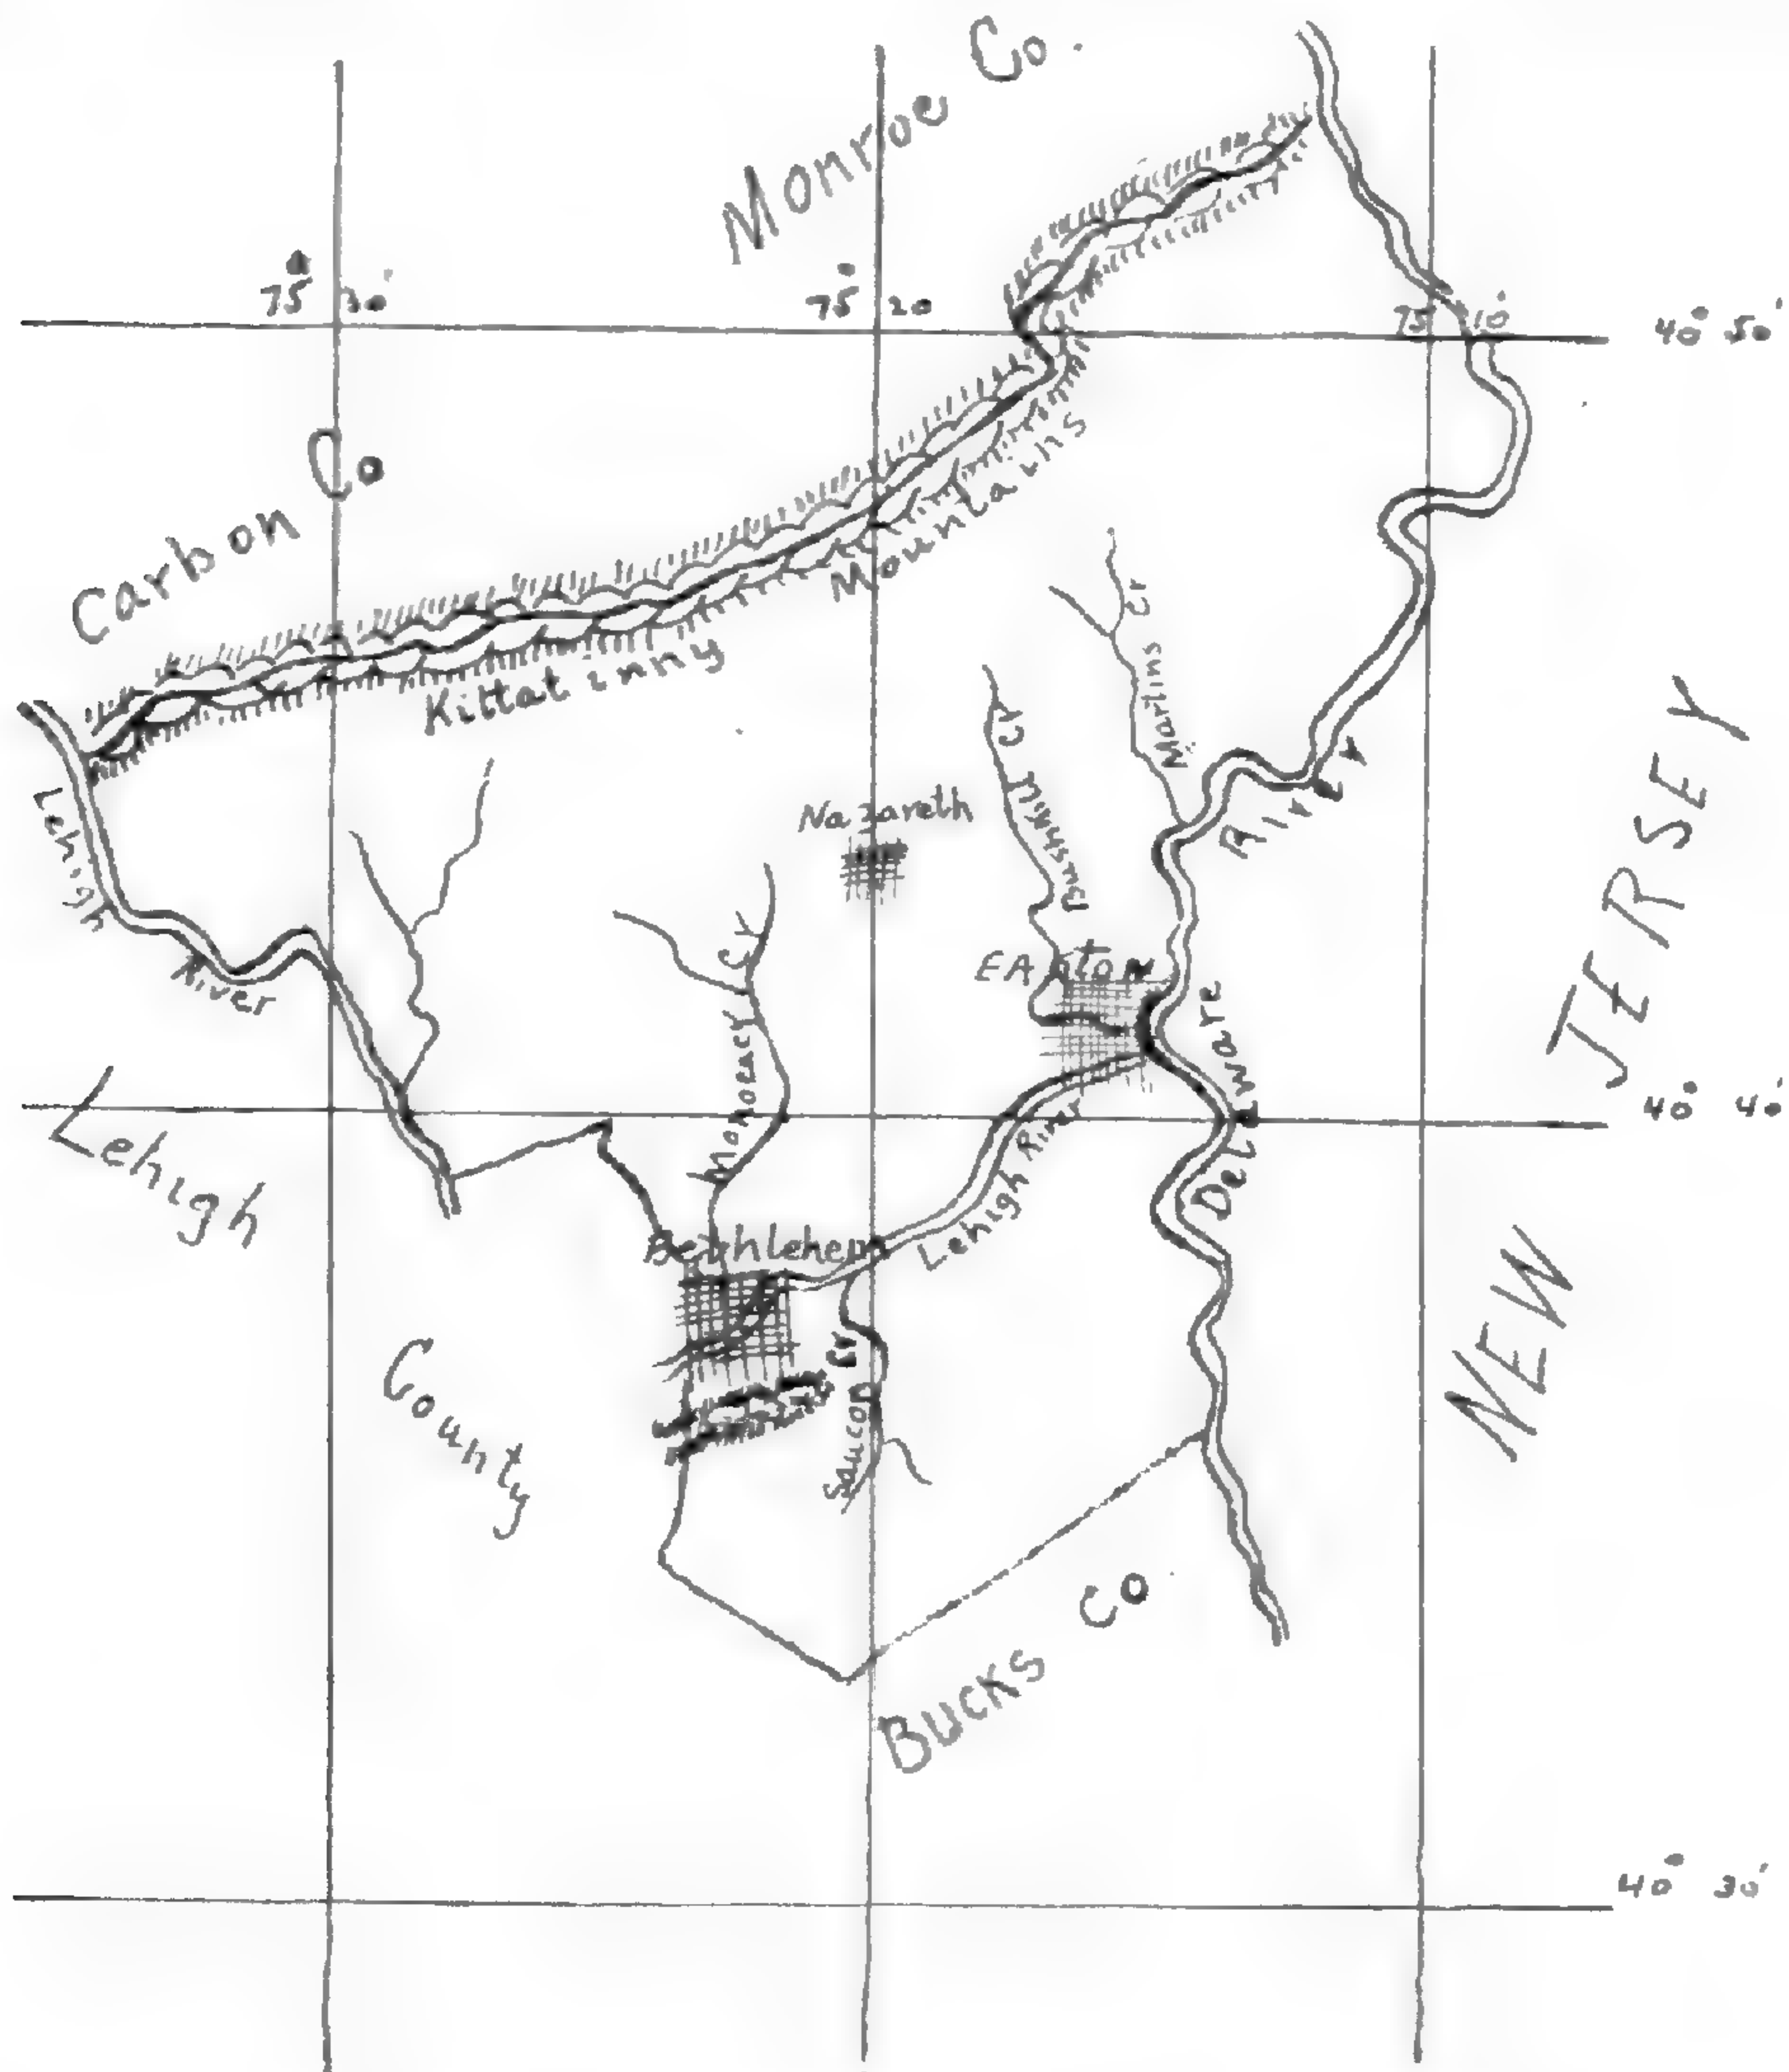 Monroe Co.
75° 30'
75° 20
75° 10'
40° 50'
Carbon Co
Kittatinny Mountains
Martins Cr
Bushkill Cr
Nazareth
Lehigh River
River
Monocacy Cr
EAston
Delaware
NEW JERSEY
40° 40'
Lehigh County
Bethlehem
Lehigh River
Saucon Cr
BUCKS CO
40° 30'